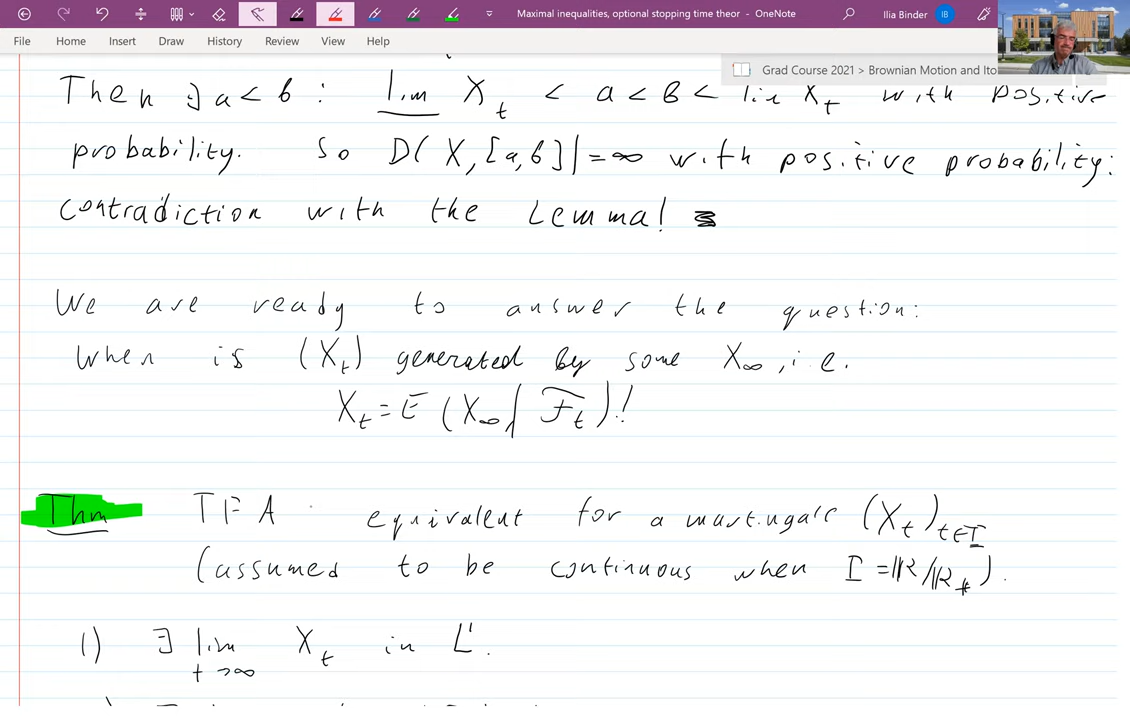 Maximal inequalities, optional stopping time theor - OneNote
Ilia Binder IB
File Home Insert Draw History Review View Help
Grad Course 2021 > Brownian Motion and Ito
Then ∃ a < b : lim X_t < a < b < lim X_t with positive
probability. So D(X, [a,b]) = ∞ with positive probability:
contradiction with the Lemma!
We are ready to answer the question:
When is (X_t) generated by some X_∞, i.e.
X_t = E(X_∞ | F_t)!
Thm TFA equivalent for a martingale (X_t)_{t∈I}
(assumed to be continuous when I = ℝ/ℝ_+).
1) ∃ lim_{t→∞} X_t in L¹.